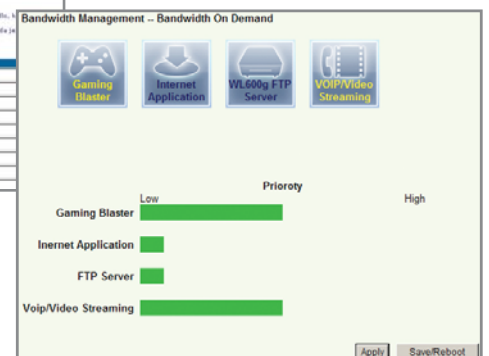 Bandwidth Management -- Bandwidth On Demand
Gaming Blaster
Internet Application
WL600g FTP Server
VOIP/Video Streaming
Prioroty
Low High
Gaming Blaster
Inernet Application
FTP Server
Voip/Video Streaming
Apply Save/Reboot